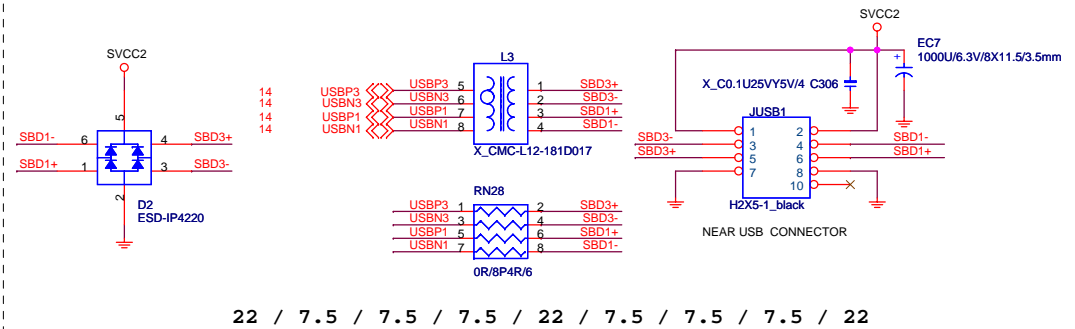 SVCC2
5
SBD1- 6 4 SBD3+
SBD1+ 1 3 SBD3-
2
D2
ESD-IP4220
L3
14 USBP3 USBP3 5 1 SBD3+
14 USBN3 USBN3 6 2 SBD3-
14 USBP1 USBP1 7 3 SBD1+
14 USBN1 USBN1 8 4 SBD1-
X_CMC-L12-181D017
RN28
USBP3 1 2 SBD3+
USBN3 3 4 SBD3-
USBP1 5 6 SBD1+
USBN1 7 8 SBD1-
0R/8P4R/6
SVCC2
EC7
+ 1000U/6.3V/8X11.5/3.5mm
X_C0.1U25VY5V/4 C306
JUSB1
1 2
SBD3- 3 4 SBD1-
SBD3+ 5 6 SBD1+
7 8
10
H2X5-1_black
NEAR USB CONNECTOR
22 / 7.5 / 7.5 / 7.5 / 22 / 7.5 / 7.5 / 7.5 / 22